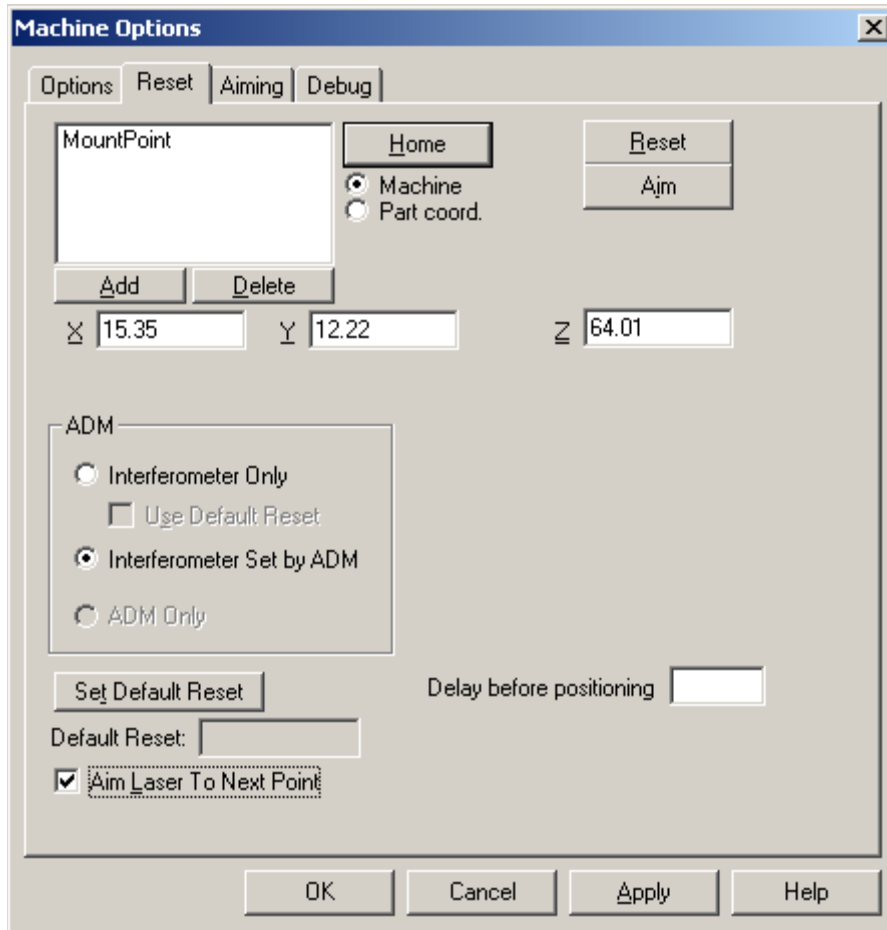 Machine Options
Options Reset Aiming Debug
MountPoint
Home
Reset
Machine
Aim
Part coord.
Add Delete
X 15.35 Y 12.22 Z 64.01
ADM
Interferometer Only
Use Default Reset
Interferometer Set by ADM
ADM Only
Set Default Reset
Delay before positioning
Default Reset:
Aim Laser To Next Point
OK Cancel Apply Help